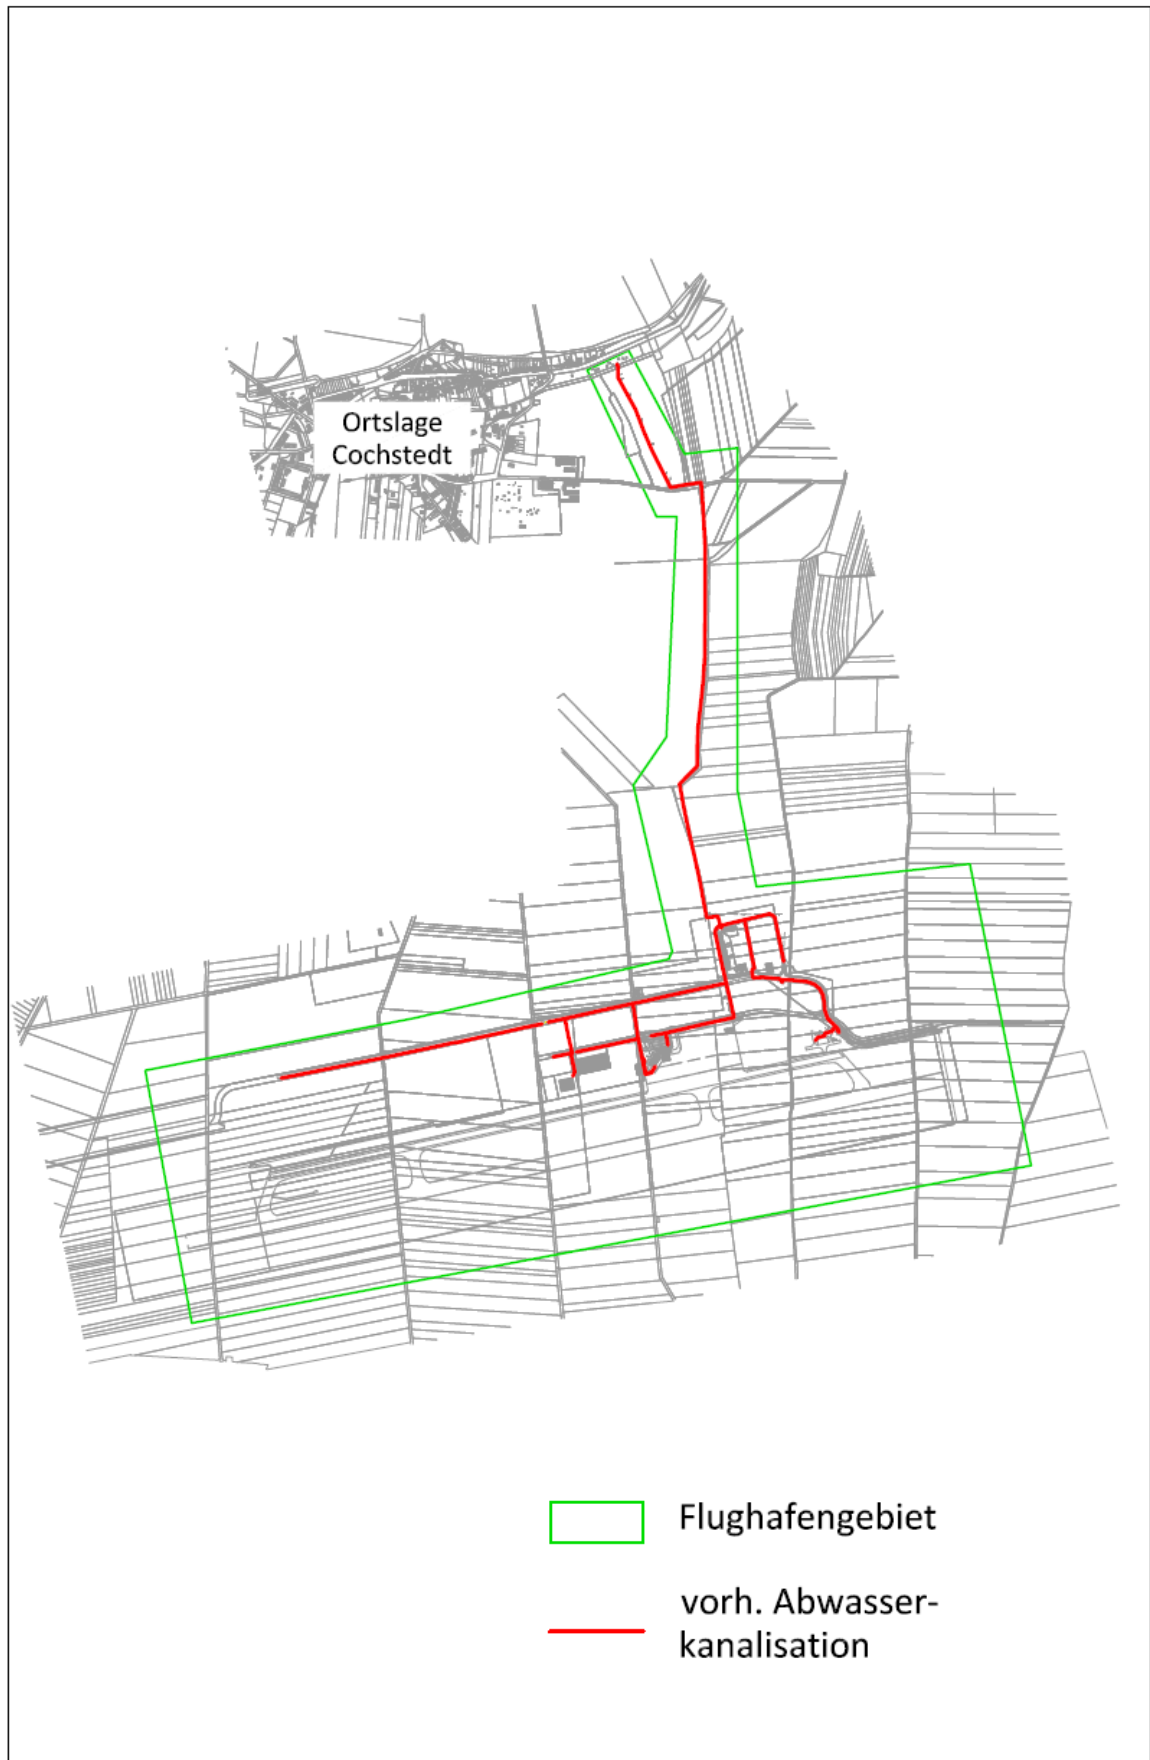 Ortslage
Cochstedt
Flughafengebiet
vorh. Abwasser-
kanalisation